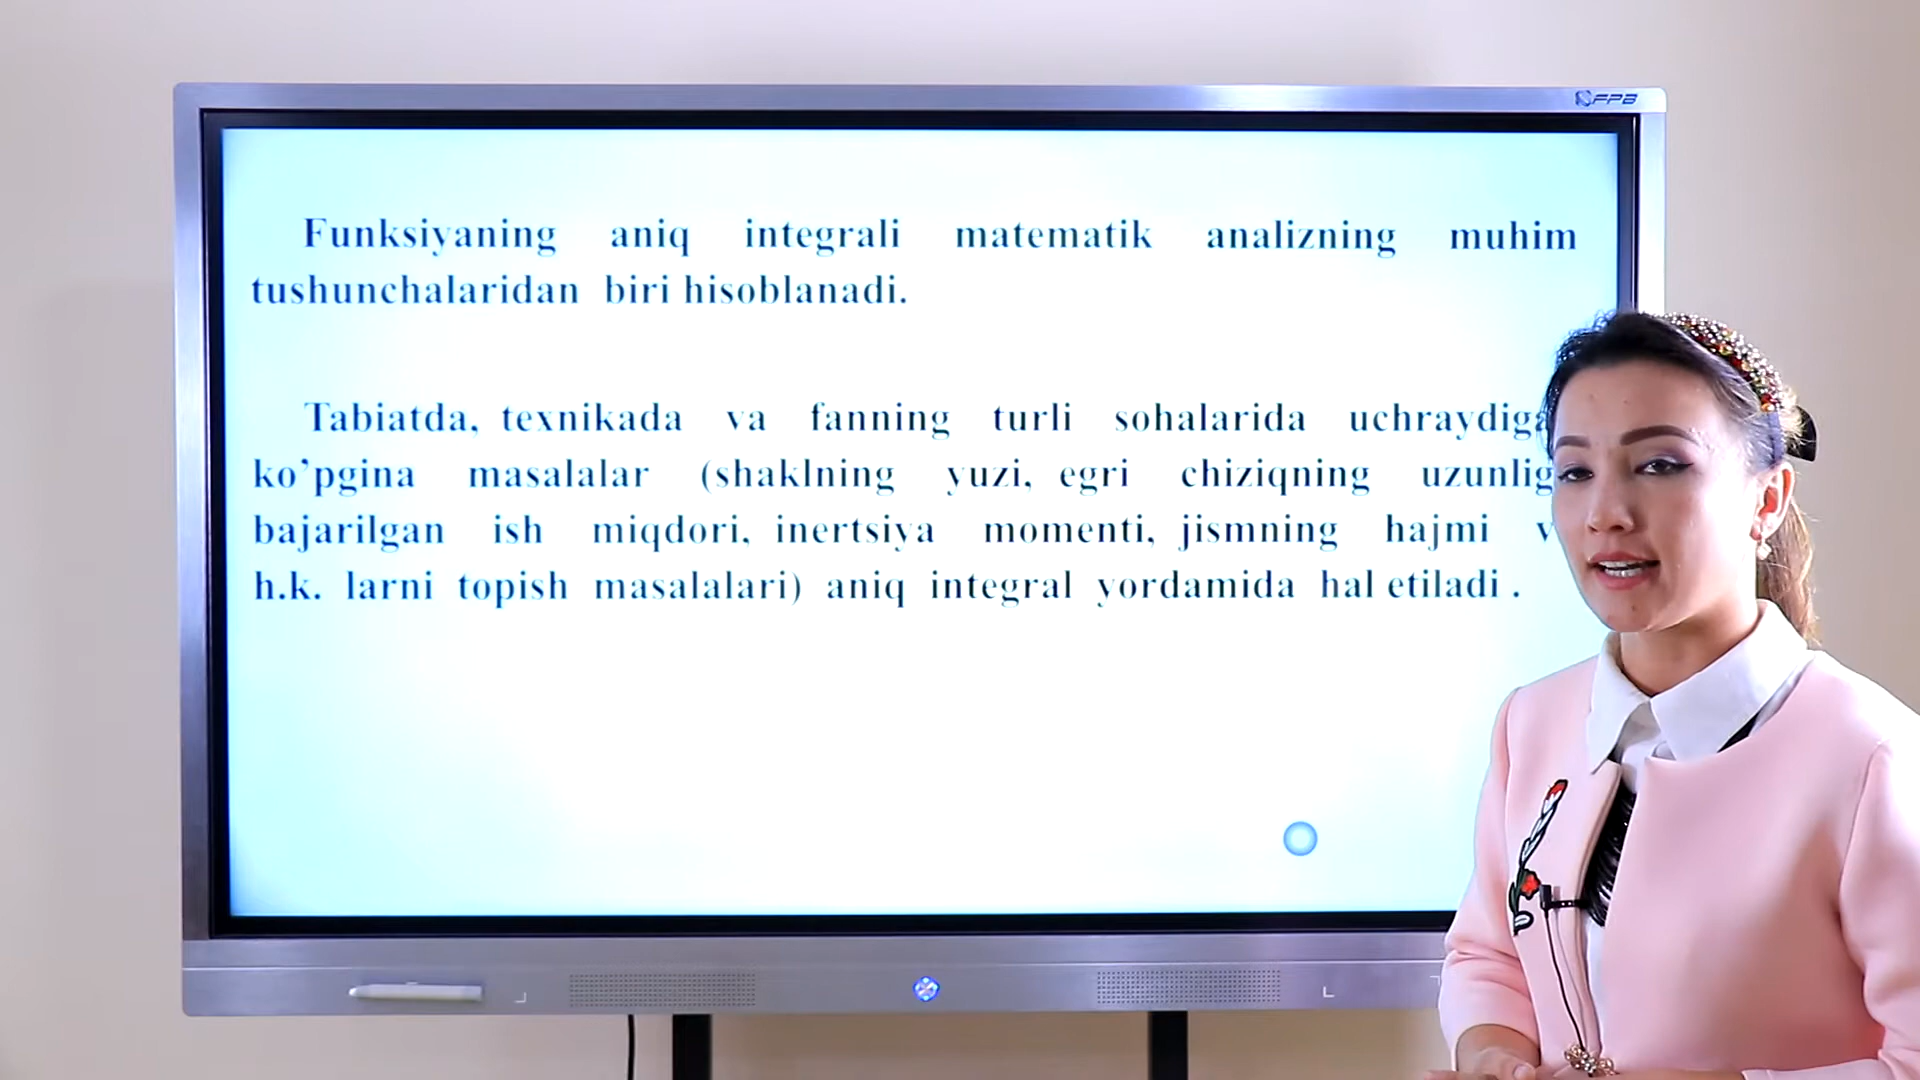 FPB
Funksiyaning aniq integrali matematik analizning muhim
tushunchalaridan biri hisoblanadi.
Tabiatda, texnikada va fanning turli sohalarida
ko’pgina masalalar (shaklning yuzi, egri chiziqning
bajarilgan ish miqdori, inertsiya momenti, jismning hajmi
h.k. larni topish masalalari) aniq integral yordamida hal etiladi .